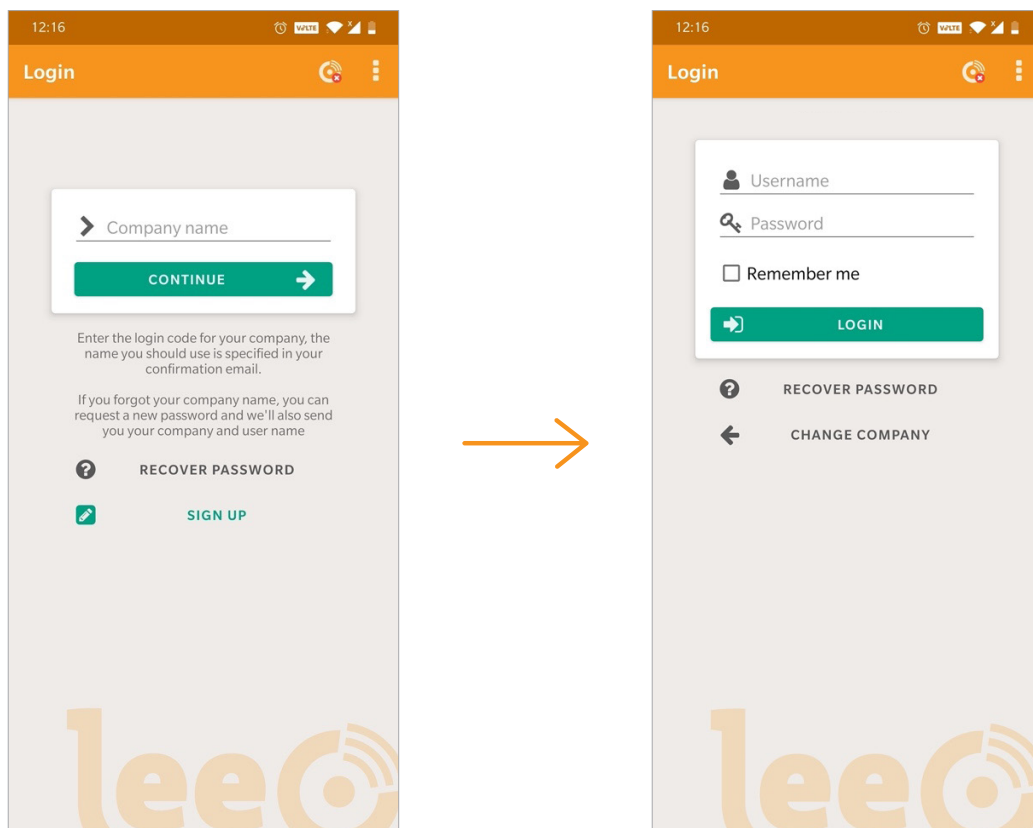 12:16
VoLTE
Login
Company name
CONTINUE
Enter the login code for your company, the
name you should use is specified in your
confirmation email.
If you forgot your company name, you can
request a new password and we'll also send
you your company and user name
RECOVER PASSWORD
SIGN UP
leeo
12:16
VoLTE
Login
Username
Password
Remember me
LOGIN
RECOVER PASSWORD
CHANGE COMPANY
leeo